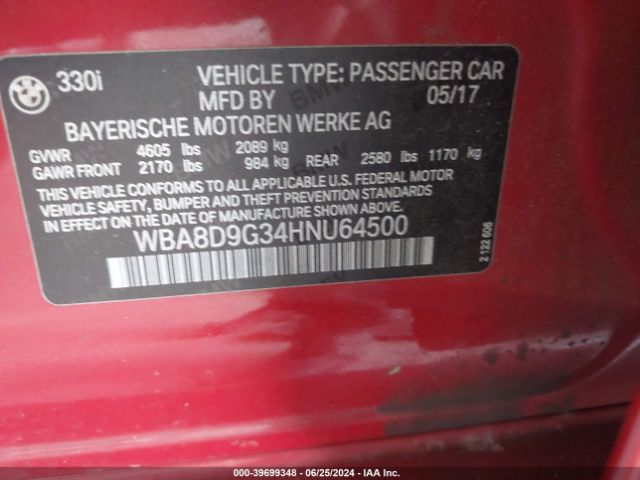 330i VEHICLE TYPE: PASSENGER CAR
MFD BY 05/17
BAYERISCHE MOTOREN WERKE AG
GVWR 4605 lbs 2089 kg
GAWR FRONT 2170 lbs 984 kg REAR 2580 lbs 1170 kg
THIS VEHICLE CONFORMS TO ALL APPLICABLE U.S. FEDERAL MOTOR
VEHICLE SAFETY, BUMPER AND THEFT PREVENTION STANDARDS
IN EFFECT ON THE DATE OF MANUFACTURE SHOWN ABOVE.
WBA8D9G34HNU64500
2 122 606
000-39699348 - 06/25/2024 - IAA Inc.